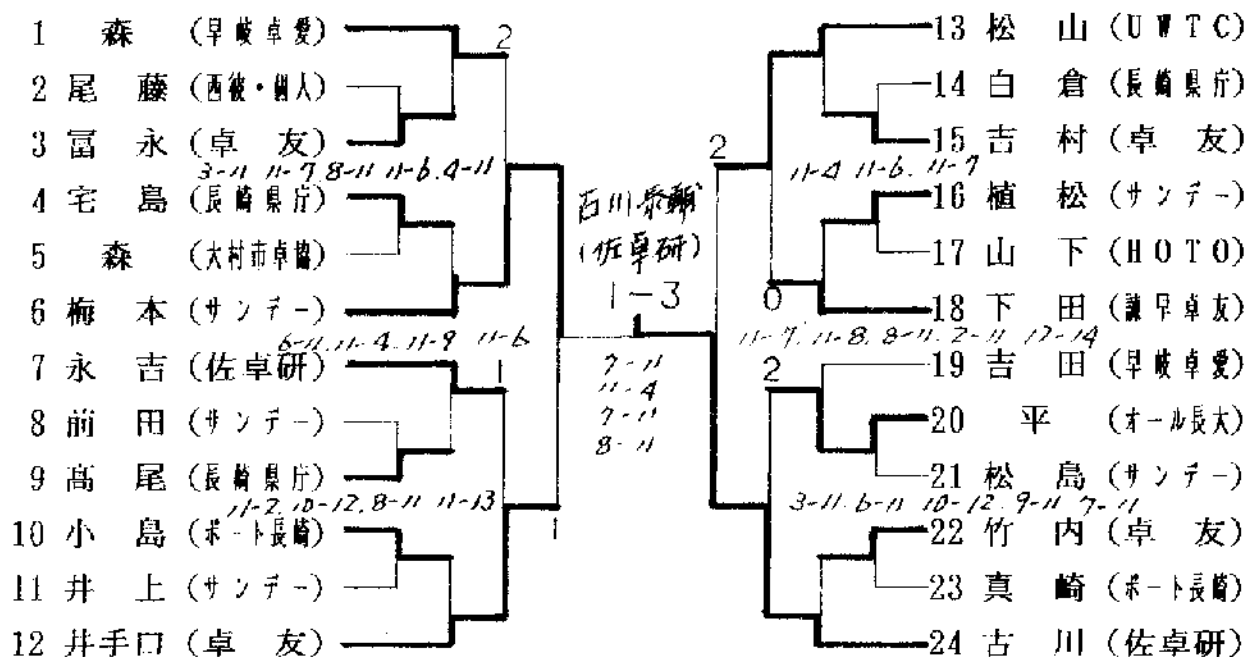 1 森 (早岐卓愛)
2 尾藤 (西彼・個人)
3 冨永 (卓友)
4 宅島 (長崎県庁)
5 森 (大村市卓協)
6 梅本 (サンデー)
7 永吉 (佐卓研)
8 前田 (サンデー)
9 髙尾 (長崎県庁)
10 小島 (ポート長崎)
11 井上 (サンデー)
12 井手口 (卓友)
2
3-11 11-7 8-11 11-6 4-11
6-11 11-4 11-9 11-6
1
11-2 10-12 8-11 11-13
1
石川
(佐卓研)
1-3
7-11
11-4
7-11
8-11
2
11-4 11-6 11-7
0
11-7 11-8 8-11 2-11
2
3-11 6-11 10-12 9-11 7-11
13 松山 (UWTC)
14 白倉 (長崎県庁)
15 吉村 (卓友)
16 植松 (サンデー)
17 山下 (HOTO)
18 下田 (諫早卓友)
19 吉田 (早岐卓愛)
20 平 (オール長大)
21 松島 (サンデー)
22 竹内 (卓友)
23 真崎 (ポート長崎)
24 古川 (佐卓研)